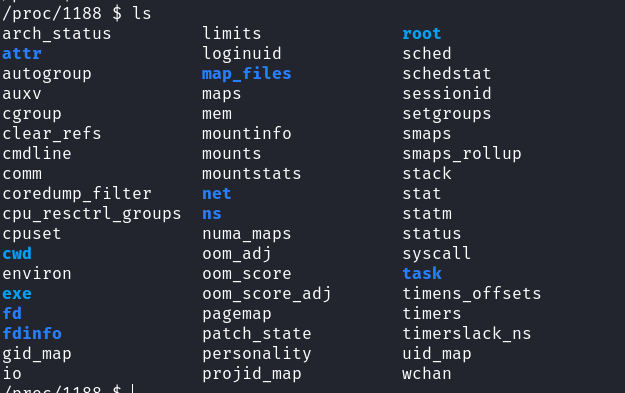 /proc/1188 $ ls
arch_status limits root
attr loginuid sched
autogroup map_files schedstat
auxv maps sessionid
cgroup mem setgroups
clear_refs mountinfo smaps
cmdline mounts smaps_rollup
comm mountstats stack
coredump_filter net stat
cpu_resctrl_groups ns statm
cpuset numa_maps status
cwd oom_adj syscall
environ oom_score task
exe oom_score_adj timens_offsets
fd pagemap timers
fdinfo patch_state timerslack_ns
gid_map personality uid_map
io projid_map wchan
/proc/1188 $